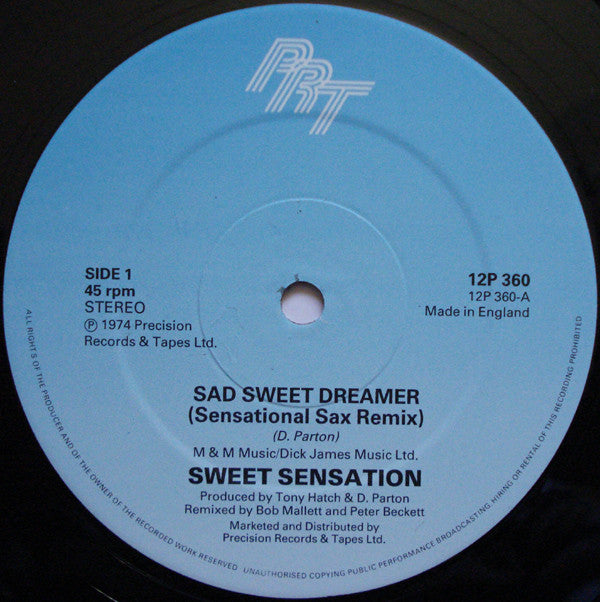 PRT
SIDE 1
45 rpm
STEREO
Ⓟ 1974 Precision
Records & Tapes Ltd.
12P 360
12P 360-A
Made in England
SAD SWEET DREAMER
(Sensational Sax Remix)
(D. Parton)
M & M Music/Dick James Music Ltd.
SWEET SENSATION
Produced by Tony Hatch & D. Parton
Remixed by Bob Mallett and Peter Beckett
Marketed and Distributed by
Precision Records & Tapes Ltd.
ALL RIGHTS OF THE PRODUCER AND OF THE OWNER OF THE RECORDED WORK RESERVED UNAUTHORISED COPYING PUBLIC PERFORMANCE BROADCASTING HIRING OR RENTAL OF THIS RECORDING PROHIBITED